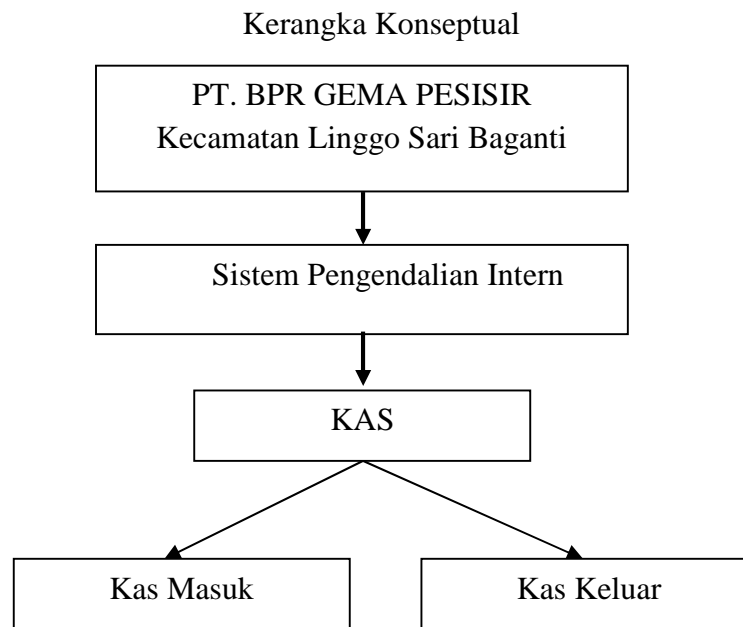 Kerangka Konseptual
PT. BPR GEMA PESISIR
Kecamatan Linggo Sari Baganti
Sistem Pengendalian Intern
KAS
Kas Masuk
Kas Keluar